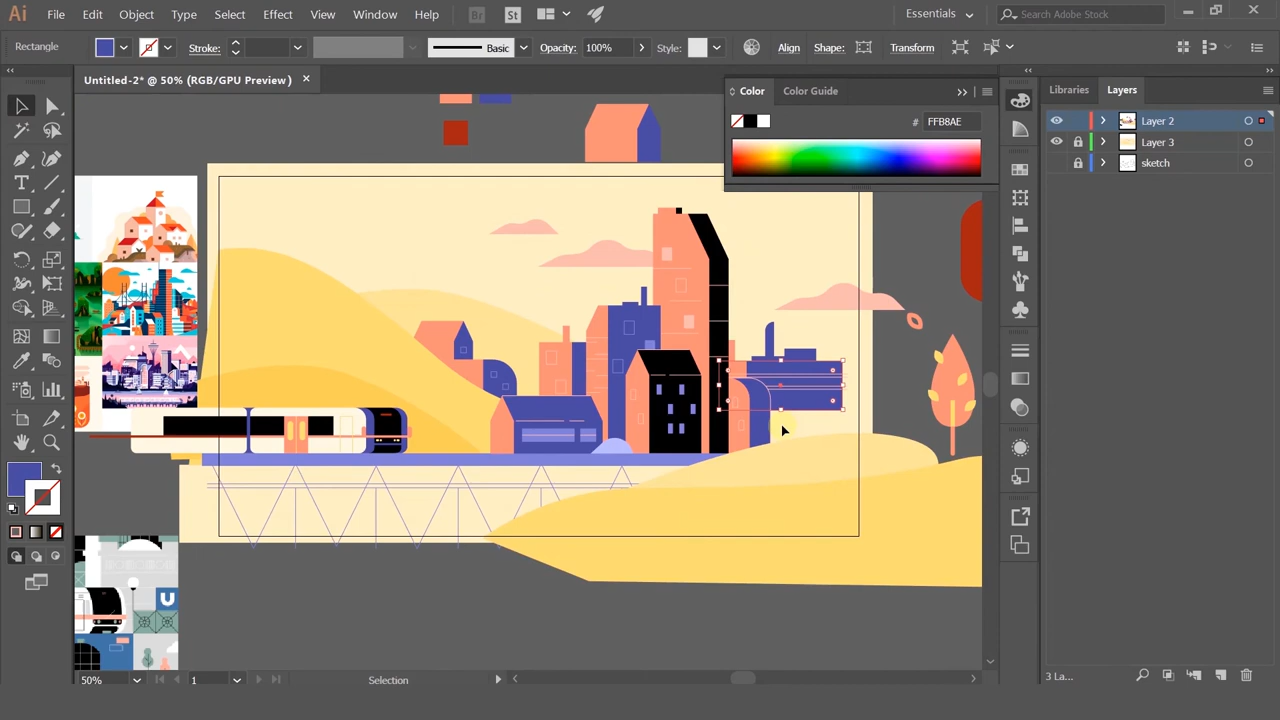 Ai File Edit Object Type Select Effect View Window Help Br St Essentials Search Adobe Stock
Rectangle Stroke: Basic Opacity: 100% Style: Align Shape: Transform
Untitled-2* @ 50% (RGB/GPU Preview)
Color Color Guide
# FFB8AE
Libraries Layers
Layer 2
Layer 3
sketch
U
50% 1 Selection
3 La...